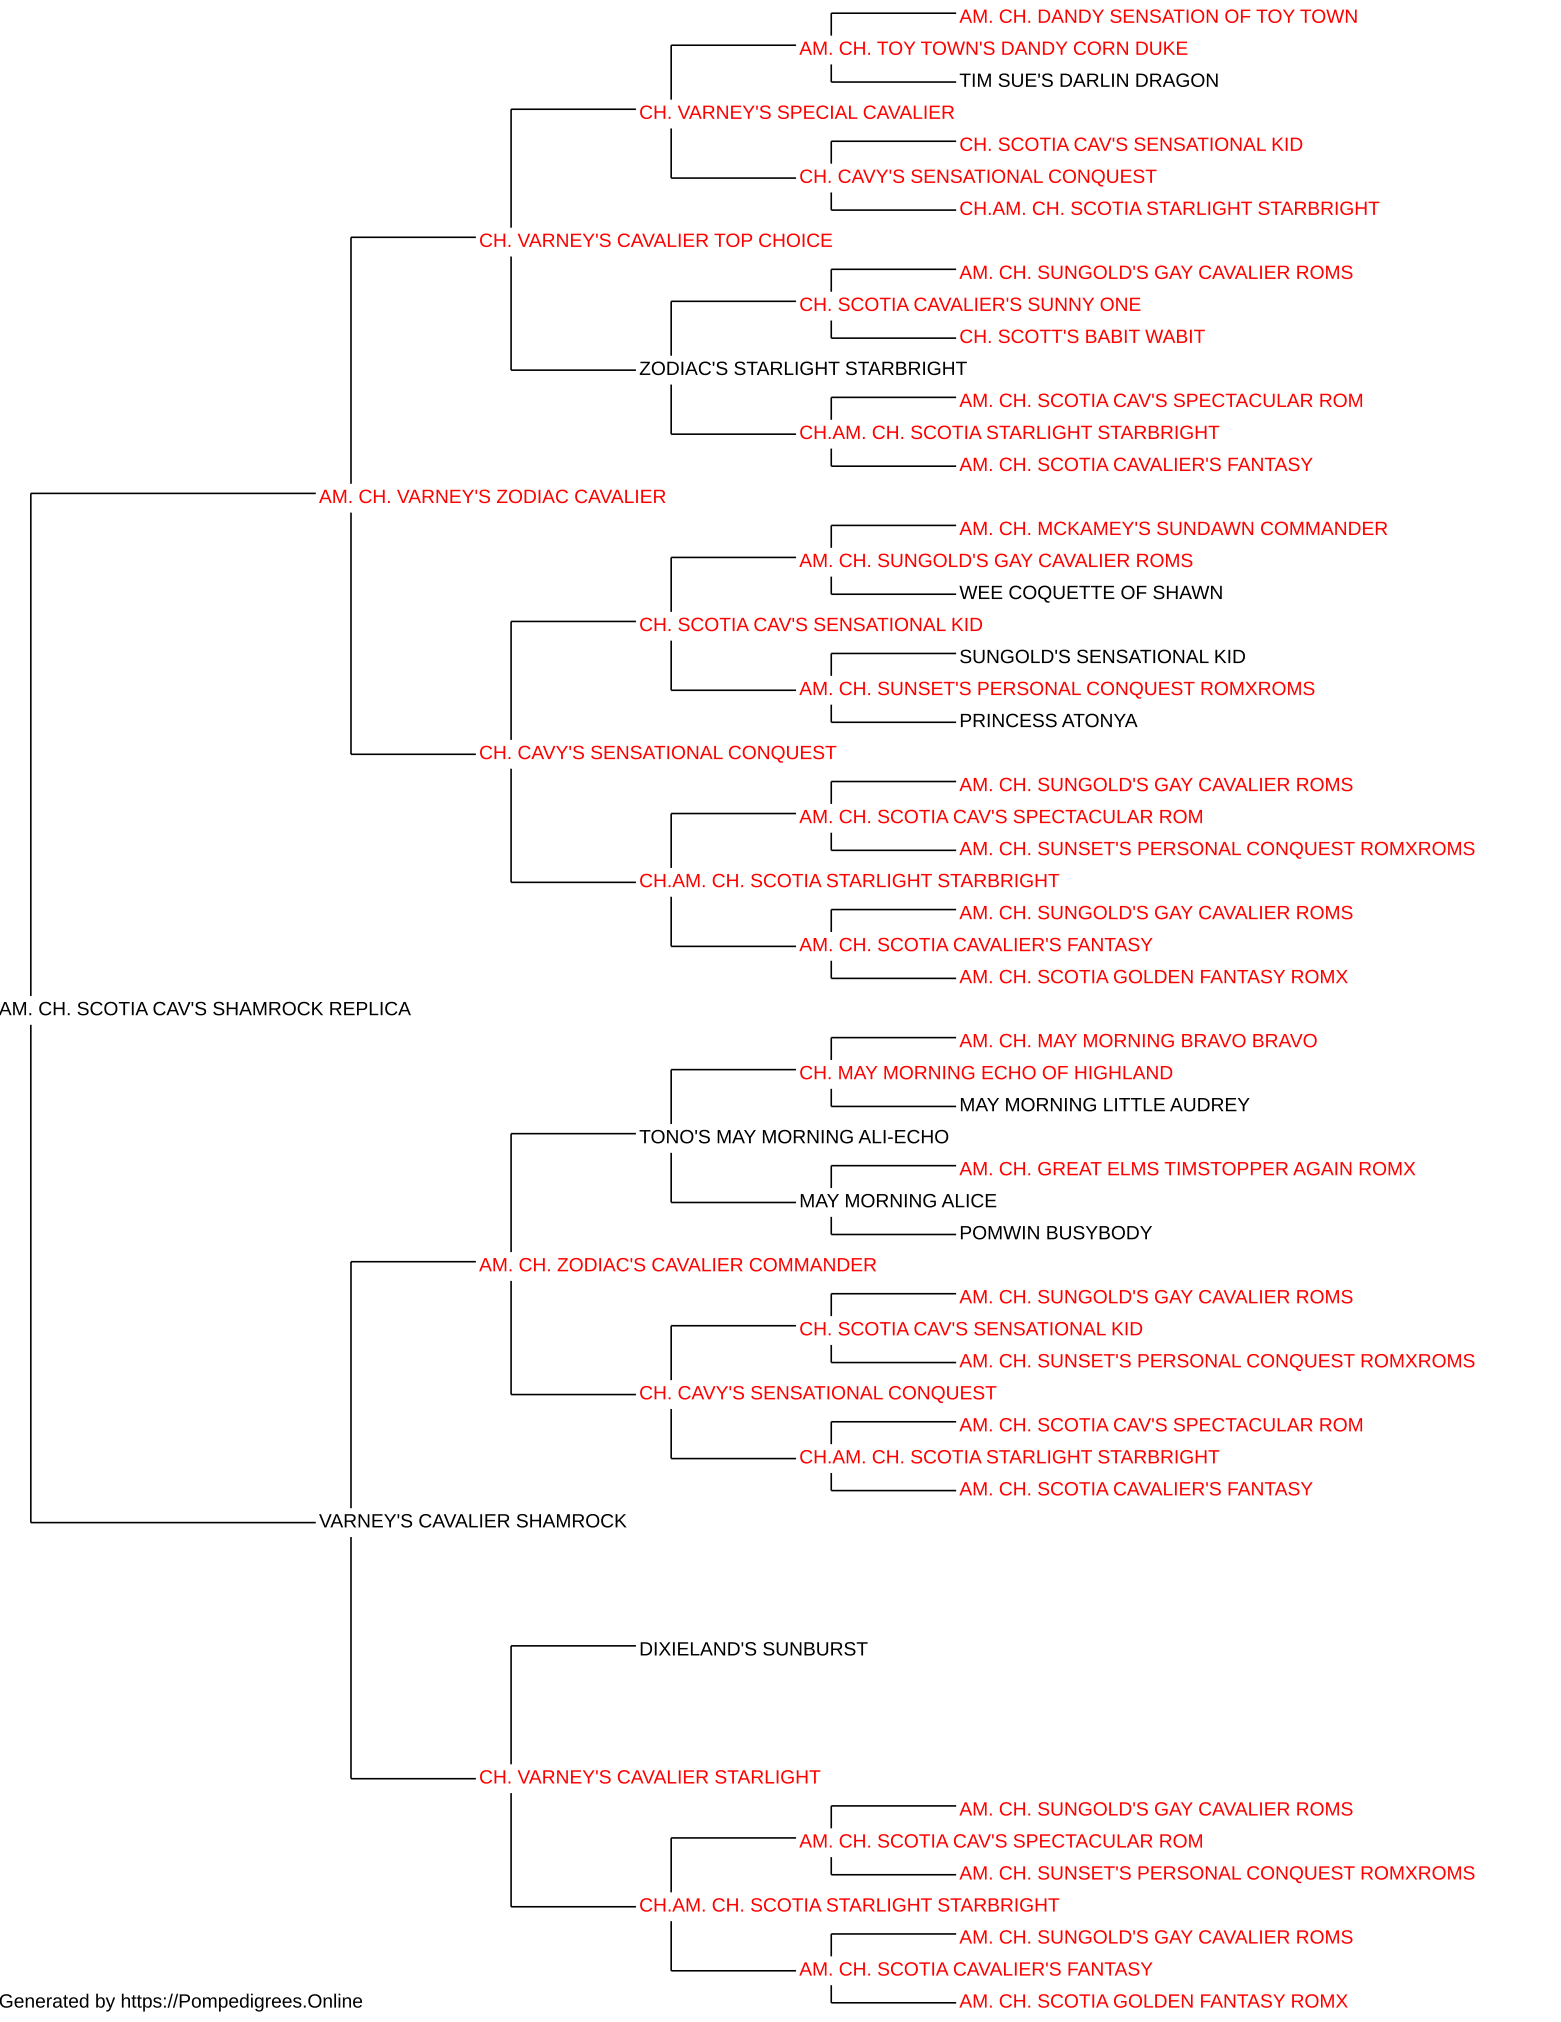 AM. CH. DANDY SENSATION OF TOY TOWN
AM. CH. TOY TOWN'S DANDY CORN DUKE
TIM SUE'S DARLIN DRAGON
CH. VARNEY'S SPECIAL CAVALIER
CH. SCOTIA CAV'S SENSATIONAL KID
CH. CAVY'S SENSATIONAL CONQUEST
CH.AM. CH. SCOTIA STARLIGHT STARBRIGHT
CH. VARNEY'S CAVALIER TOP CHOICE
AM. CH. SUNGOLD'S GAY CAVALIER ROMS
CH. SCOTIA CAVALIER'S SUNNY ONE
CH. SCOTT'S BABIT WABIT
ZODIAC'S STARLIGHT STARBRIGHT
AM. CH. SCOTIA CAV'S SPECTACULAR ROM
CH.AM. CH. SCOTIA STARLIGHT STARBRIGHT
AM. CH. SCOTIA CAVALIER'S FANTASY
AM. CH. VARNEY'S ZODIAC CAVALIER
AM. CH. MCKAMEY'S SUNDAWN COMMANDER
AM. CH. SUNGOLD'S GAY CAVALIER ROMS
WEE COQUETTE OF SHAWN
CH. SCOTIA CAV'S SENSATIONAL KID
SUNGOLD'S SENSATIONAL KID
AM. CH. SUNSET'S PERSONAL CONQUEST ROMXROMS
PRINCESS ATONYA
CH. CAVY'S SENSATIONAL CONQUEST
AM. CH. SUNGOLD'S GAY CAVALIER ROMS
AM. CH. SCOTIA CAV'S SPECTACULAR ROM
AM. CH. SUNSET'S PERSONAL CONQUEST ROMXROMS
CH.AM. CH. SCOTIA STARLIGHT STARBRIGHT
AM. CH. SUNGOLD'S GAY CAVALIER ROMS
AM. CH. SCOTIA CAVALIER'S FANTASY
AM. CH. SCOTIA GOLDEN FANTASY ROMX
AM. CH. SCOTIA CAV'S SHAMROCK REPLICA
AM. CH. MAY MORNING BRAVO BRAVO
CH. MAY MORNING ECHO OF HIGHLAND
MAY MORNING LITTLE AUDREY
TONO'S MAY MORNING ALI-ECHO
AM. CH. GREAT ELMS TIMSTOPPER AGAIN ROMX
MAY MORNING ALICE
POMWIN BUSYBODY
AM. CH. ZODIAC'S CAVALIER COMMANDER
AM. CH. SUNGOLD'S GAY CAVALIER ROMS
CH. SCOTIA CAV'S SENSATIONAL KID
AM. CH. SUNSET'S PERSONAL CONQUEST ROMXROMS
CH. CAVY'S SENSATIONAL CONQUEST
AM. CH. SCOTIA CAV'S SPECTACULAR ROM
CH.AM. CH. SCOTIA STARLIGHT STARBRIGHT
AM. CH. SCOTIA CAVALIER'S FANTASY
VARNEY'S CAVALIER SHAMROCK
DIXIELAND'S SUNBURST
CH. VARNEY'S CAVALIER STARLIGHT
AM. CH. SUNGOLD'S GAY CAVALIER ROMS
AM. CH. SCOTIA CAV'S SPECTACULAR ROM
AM. CH. SUNSET'S PERSONAL CONQUEST ROMXROMS
CH.AM. CH. SCOTIA STARLIGHT STARBRIGHT
AM. CH. SUNGOLD'S GAY CAVALIER ROMS
AM. CH. SCOTIA CAVALIER'S FANTASY
AM. CH. SCOTIA GOLDEN FANTASY ROMX
Generated by https://Pompedigrees.Online